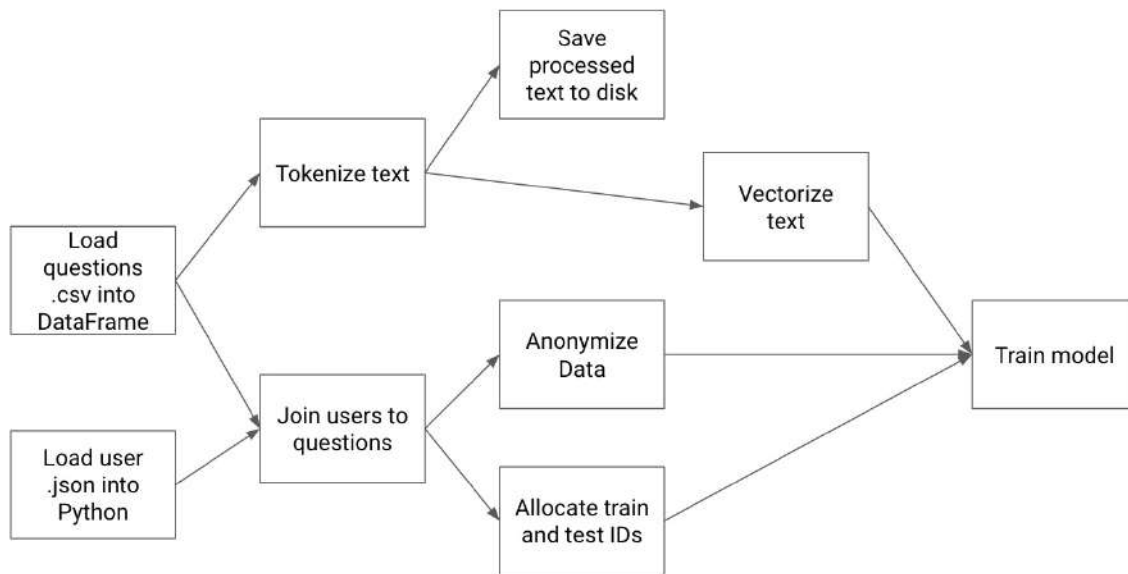 Save
processed
text to disk
Tokenize text
Vectorize
text
Load
questions
.csv into
DataFrame
Anonymize
Data
Train model
Join users to
questions
Load user
.json into
Python
Allocate train
and test IDs